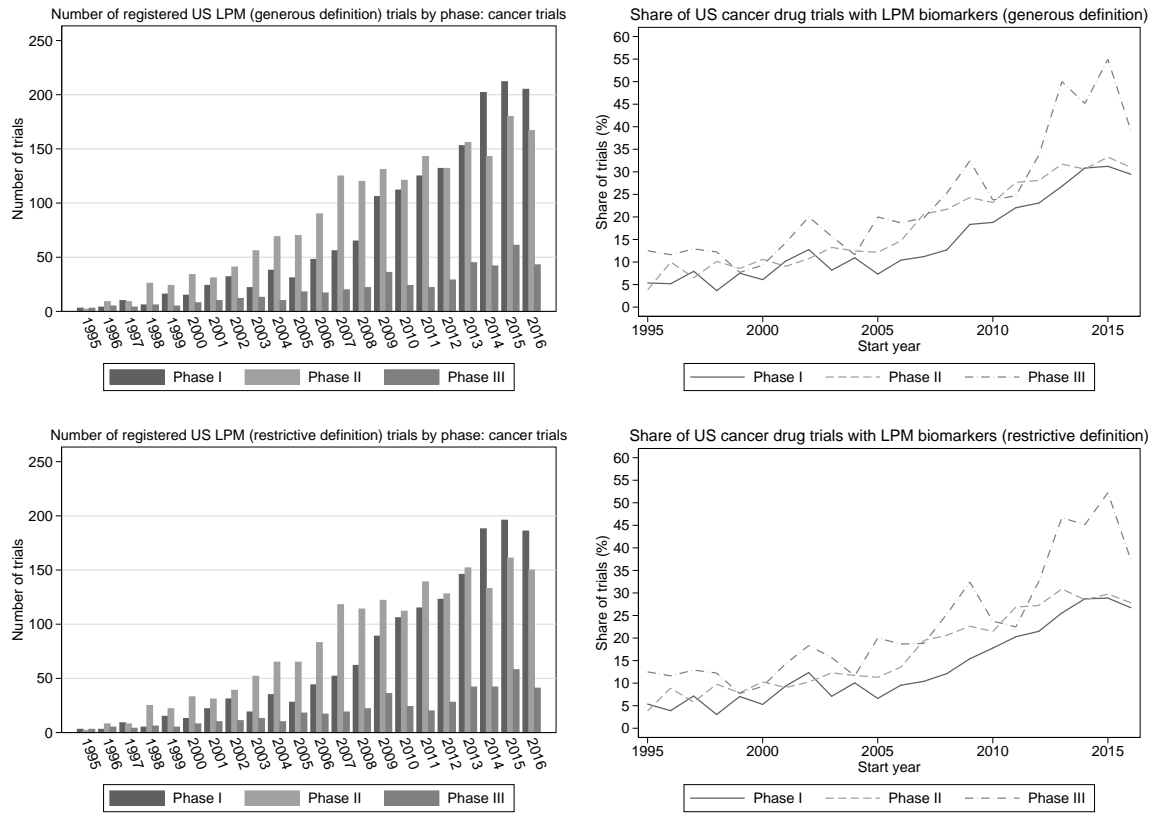 Number of registered US LPM (generous definition) trials by phase: cancer trials
250
200
150
100
50
0
Number of trials
1995 1996 1997 1998 1999 2000 2001 2002 2003 2004 2005 2006 2007 2008 2009 2010 2011 2012 2013 2014 2015 2016
Phase I Phase II Phase III
Share of US cancer drug trials with LPM biomarkers (generous definition)
60
55
50
45
40
35
30
25
20
15
10
5
0
Share of trials (%)
1995 2000 2005 2010 2015
Start year
Phase I Phase II Phase III
Number of registered US LPM (restrictive definition) trials by phase: cancer trials
250
200
150
100
50
0
Number of trials
1995 1996 1997 1998 1999 2000 2001 2002 2003 2004 2005 2006 2007 2008 2009 2010 2011 2012 2013 2014 2015 2016
Phase I Phase II Phase III
Share of US cancer drug trials with LPM biomarkers (restrictive definition)
60
55
50
45
40
35
30
25
20
15
10
5
0
Share of trials (%)
1995 2000 2005 2010 2015
Start year
Phase I Phase II Phase III